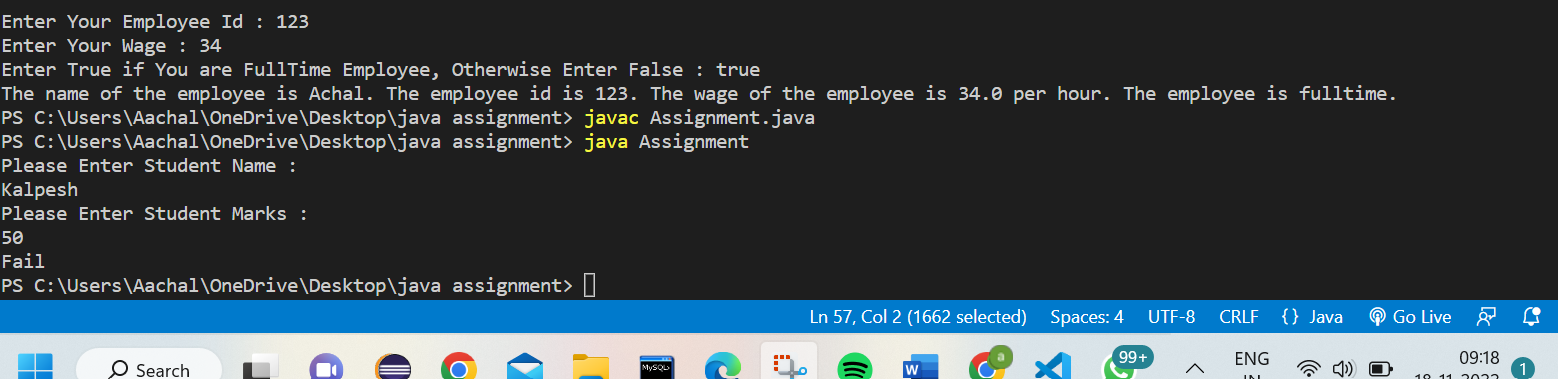 Enter Your Employee Id : 123
Enter Your Wage : 34
Enter True if You are FullTime Employee, Otherwise Enter False : true
The name of the employee is Achal. The employee id is 123. The wage of the employee is 34.0 per hour. The employee is fulltime.
PS C:\Users\Aachal\OneDrive\Desktop\java assignment> javac Assignment.java
PS C:\Users\Aachal\OneDrive\Desktop\java assignment> java Assignment
Please Enter Student Name :
Kalpesh
Please Enter Student Marks :
50
Fail
PS C:\Users\Aachal\OneDrive\Desktop\java assignment>
Ln 57, Col 2 (1662 selected) Spaces: 4 UTF-8 CRLF {} Java Go Live
Search MySQL a W 99+ ENG 09:18 1